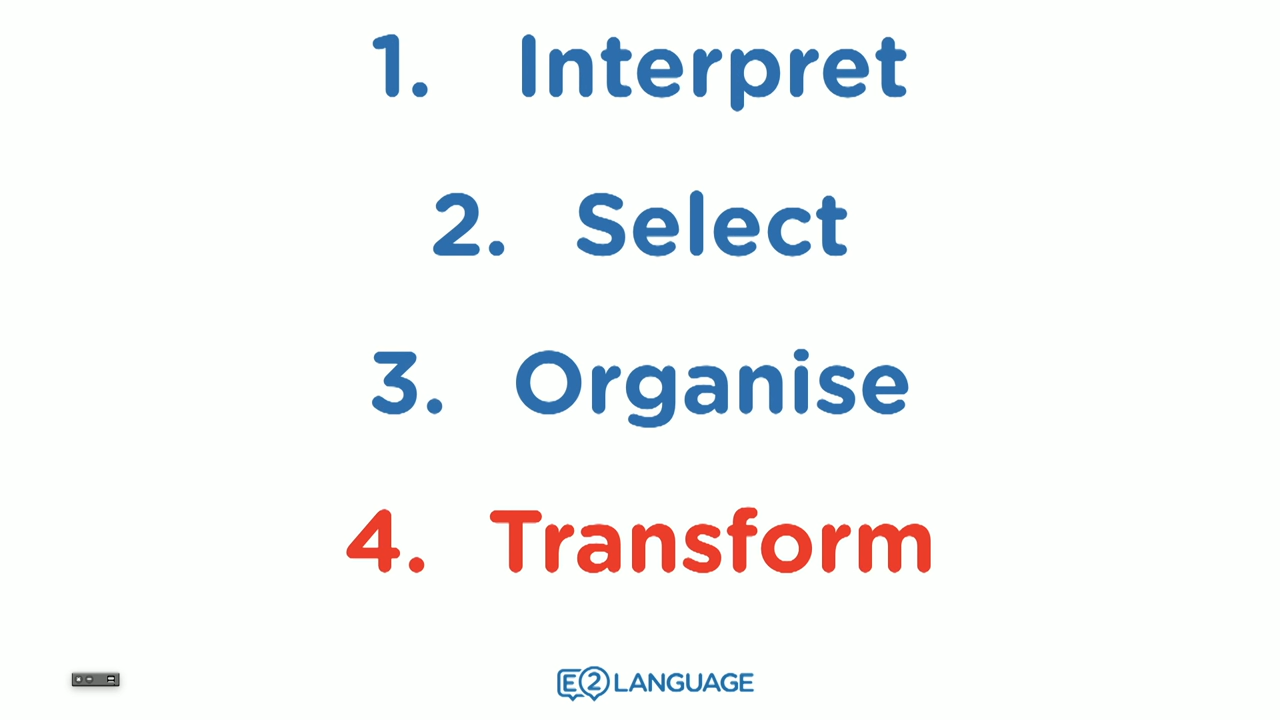 1. Interpret
2. Select
3. Organise
4. Transform
E2 LANGUAGE